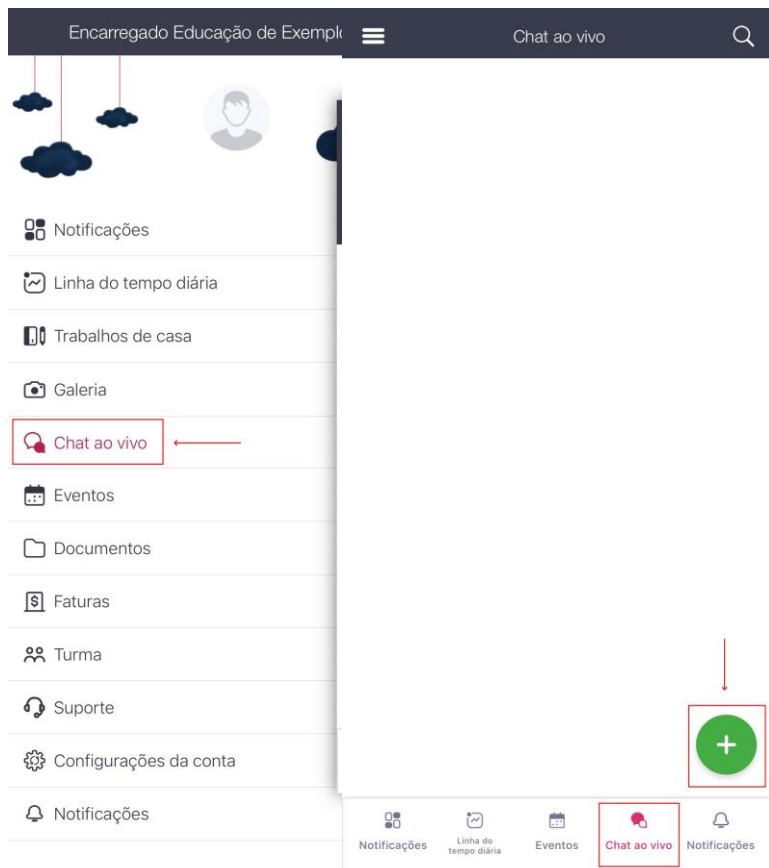 Encarregado Educação de Exempl
Notificações
Linha do tempo diária
Trabalhos de casa
Galeria
Chat ao vivo
Eventos
Documentos
Faturas
Turma
Suporte
Configurações da conta
Notificações
Chat ao vivo
Notificações
Linha do
tempo diária
Eventos
Chat ao vivo
Notificações